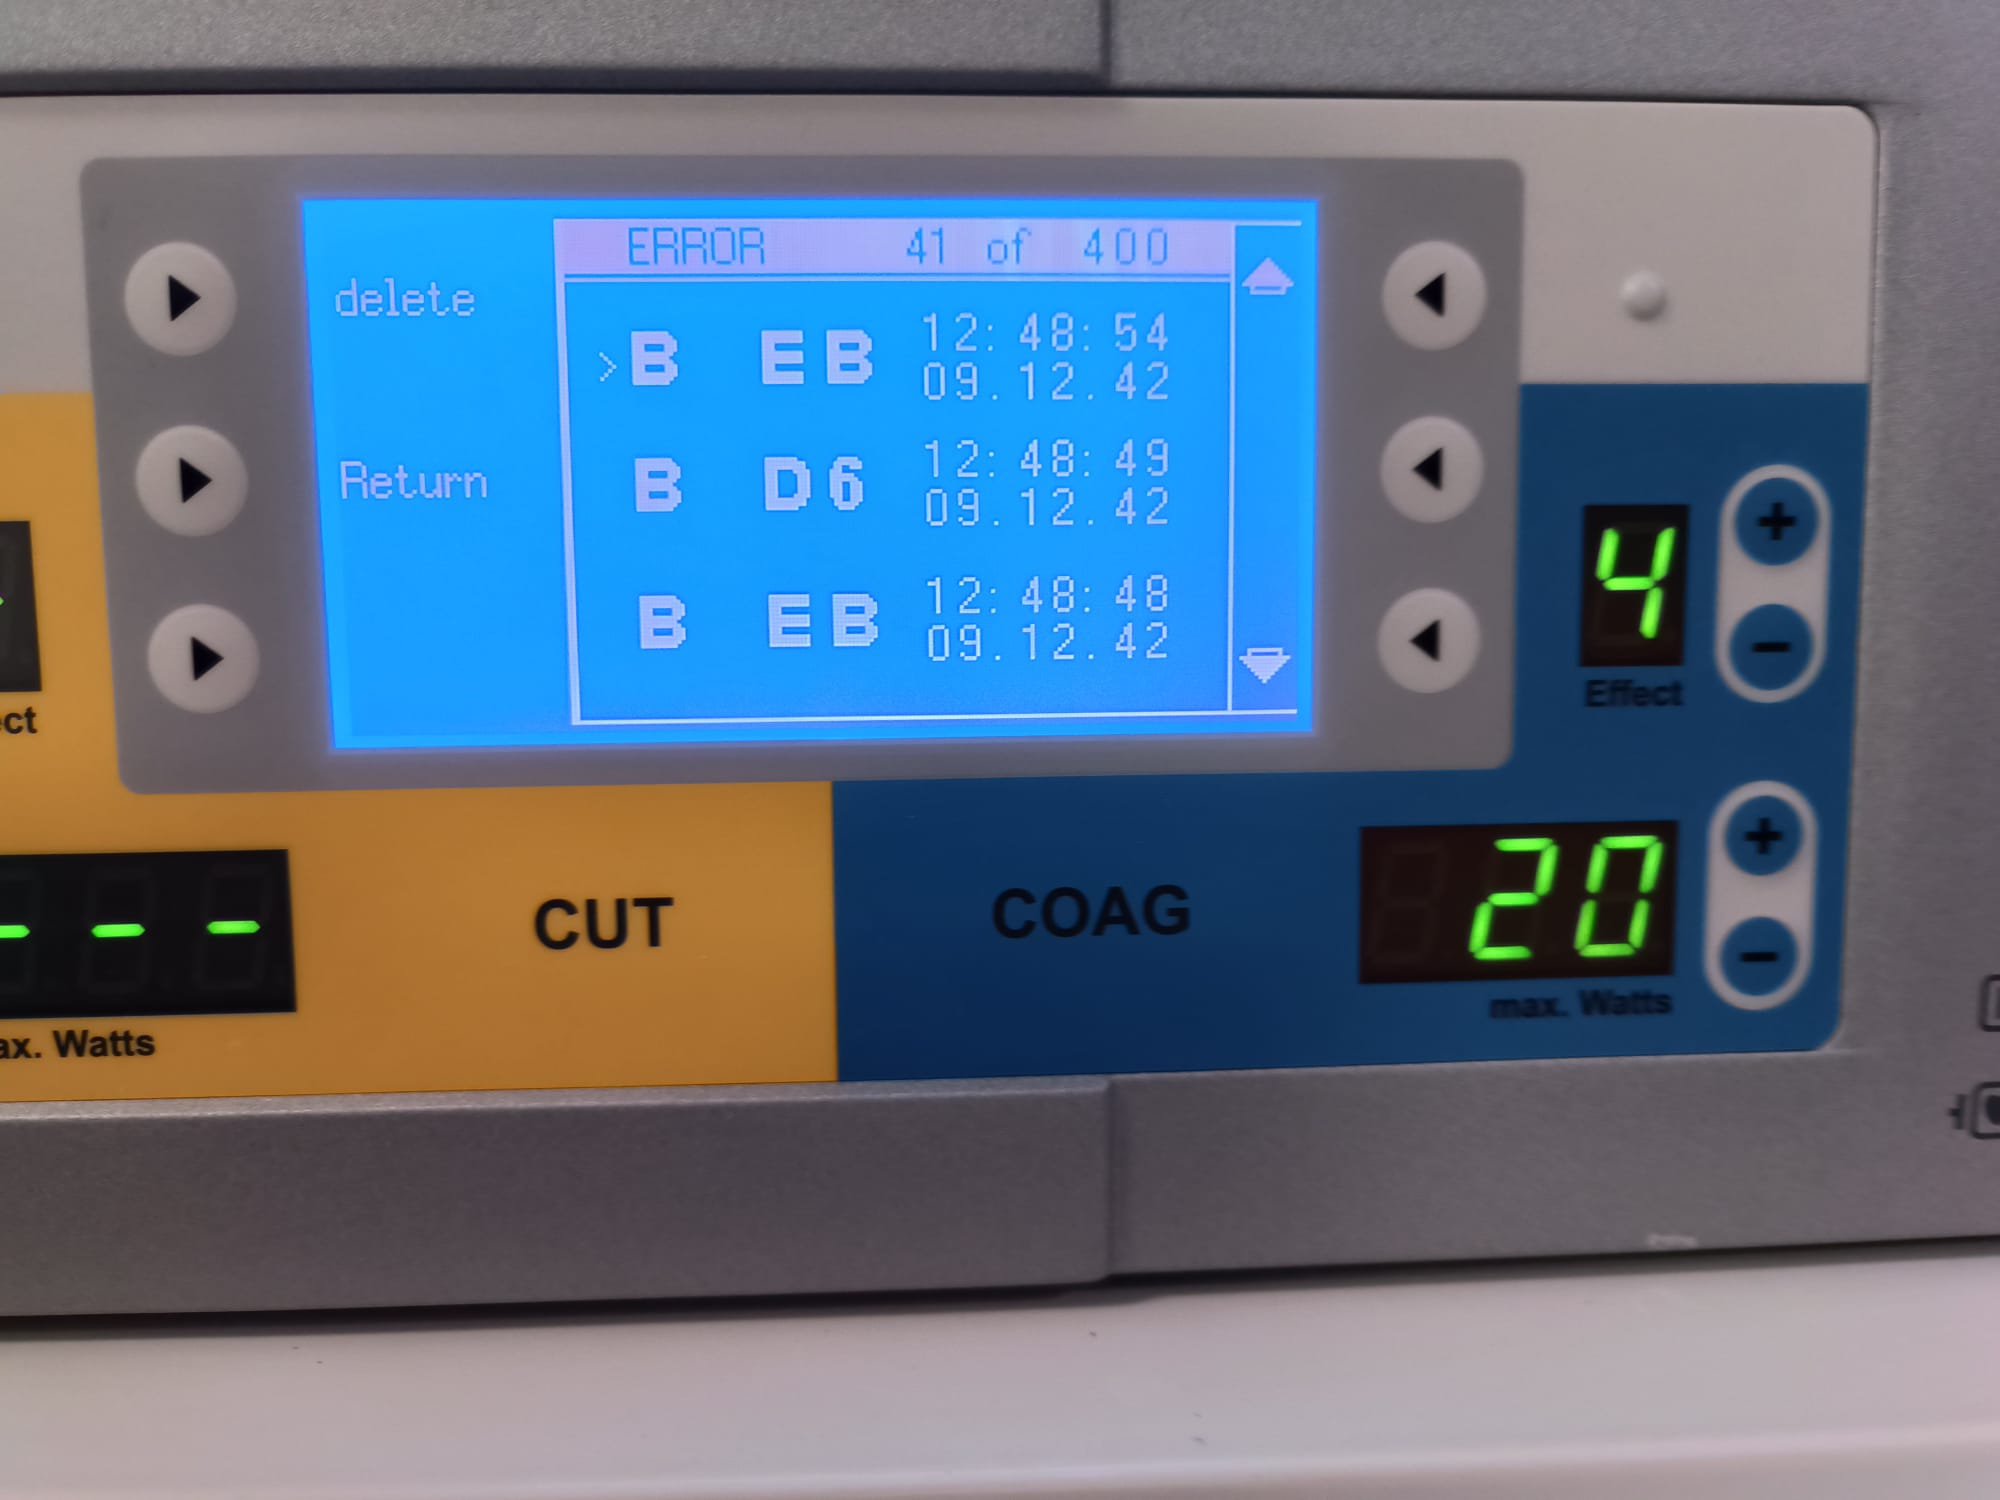 ERROR 41 of 400
delete
>B EB 12:48:54
09.12.42
Return
B D6 12:48:49
09.12.42
B EB 12:48:48
09.12.42
4
+
-
Effect
ct
---
CUT
COAG
20
+
-
max. Watts
ax. Watts